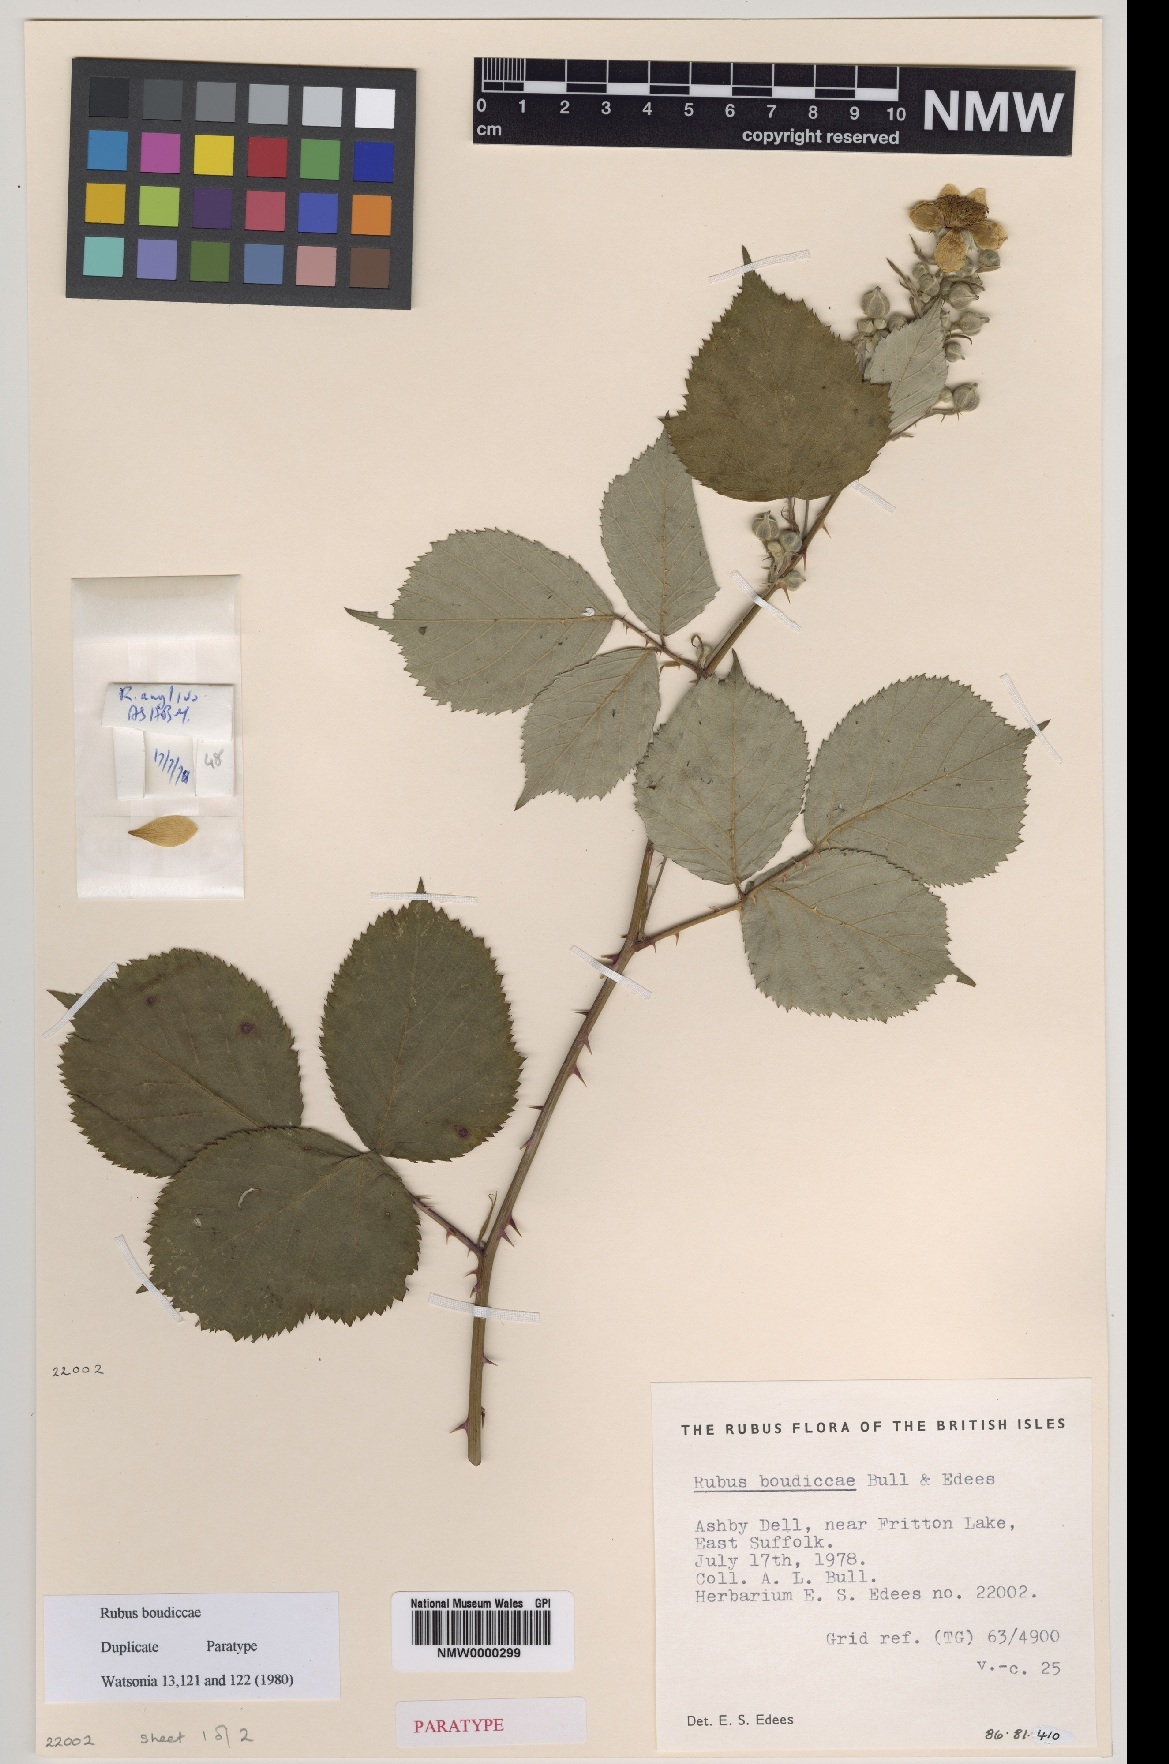 0 1 2 3 4 5 6 7 8 9 10
cm
copyright reserved
NMW
R. anglius
ASHBY.
17/7/78
48
22002
THE RUBUS FLORA OF THE BRITISH ISLES
Rubus boudiccae Bull & Edees
Ashby Dell, near Fritton Lake,
East Suffolk.
July 17th, 1978.
Coll. A. L. Bull.
Herbarium E. S. Edees no. 22002.
Grid ref. (TG) 63/4900
v.-c. 25
Det. E. S. Edees
86·81·410
Rubus boudiccae
Duplicate Paratype
Watsonia 13,121 and 122 (1980)
National Museum Wales GPI
NMW0000299
PARATYPE
22002 sheet 1 of 2